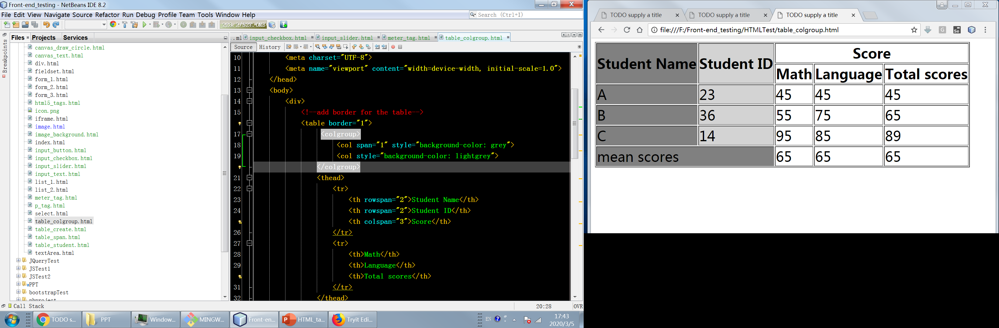 Front-end_testing - NetBeans IDE 8.2
File Edit View Navigate Source Refactor Run Debug Profile Team Tools Window Help
Search (Ctrl+I)
228.2/527.0MB
Breakpoints
Files Projects Services
canvas_draw_circle.html
canvas_text.html
div.html
fieldset.html
form_1.html
form_2.html
form_3.html
html5_tags.html
icon.png
iframe.html
image.html
image_background.html
index.html
input_button.html
input_checkbox.html
input_slider.html
input_text.html
list_1.html
list_2.html
meter_tag.html
p_tag.html
select.html
table_colgroup.html
table_create.html
table_span.html
table_student.html
textArea.html
JQueryTest
JSTest1
JSTest2
PPT
bootstrapTest
nbproject
Call Stack
..ml input_checkbox.html input_slider.html meter_tag.html table_colgroup.html
Source History
10 <meta charset="UTF-8">
11 <meta name="viewport" content="width=device-width, initial-scale=1.0">
12 </head>
13 <body>
14 <div>
15 <!--add border for the table-->
<table border="1">
17 <colgroup>
18 <col span="1" style="background-color: grey">
19 <col style="background-color: lightgrey">
</colgroup>
21 <thead>
22 <tr>
23 <th rowspan="2">Student Name</th>
24 <th rowspan="2">Student ID</th>
<th colspan="3">Score</th>
26 </tr>
27 <tr>
28 <th>Math</th>
29 <th>Language</th>
<th>Total scores</th>
31 </tr>
32 </thead>
20:28 OVR
TODO s... PPT Window... MINGW... Front-en... HTML_ta... Tryit Edi...
EN
17:43
2020/3/5
TODO supply a title TODO supply a title TODO supply a title
file:///F:/Front-end_testing/HTMLTest/table_colgroup.html
G Se
Student Name Student ID Score
Math Language Total scores
A 23 45 45 45
B 36 55 75 65
C 14 95 85 89
mean scores 65 65 65